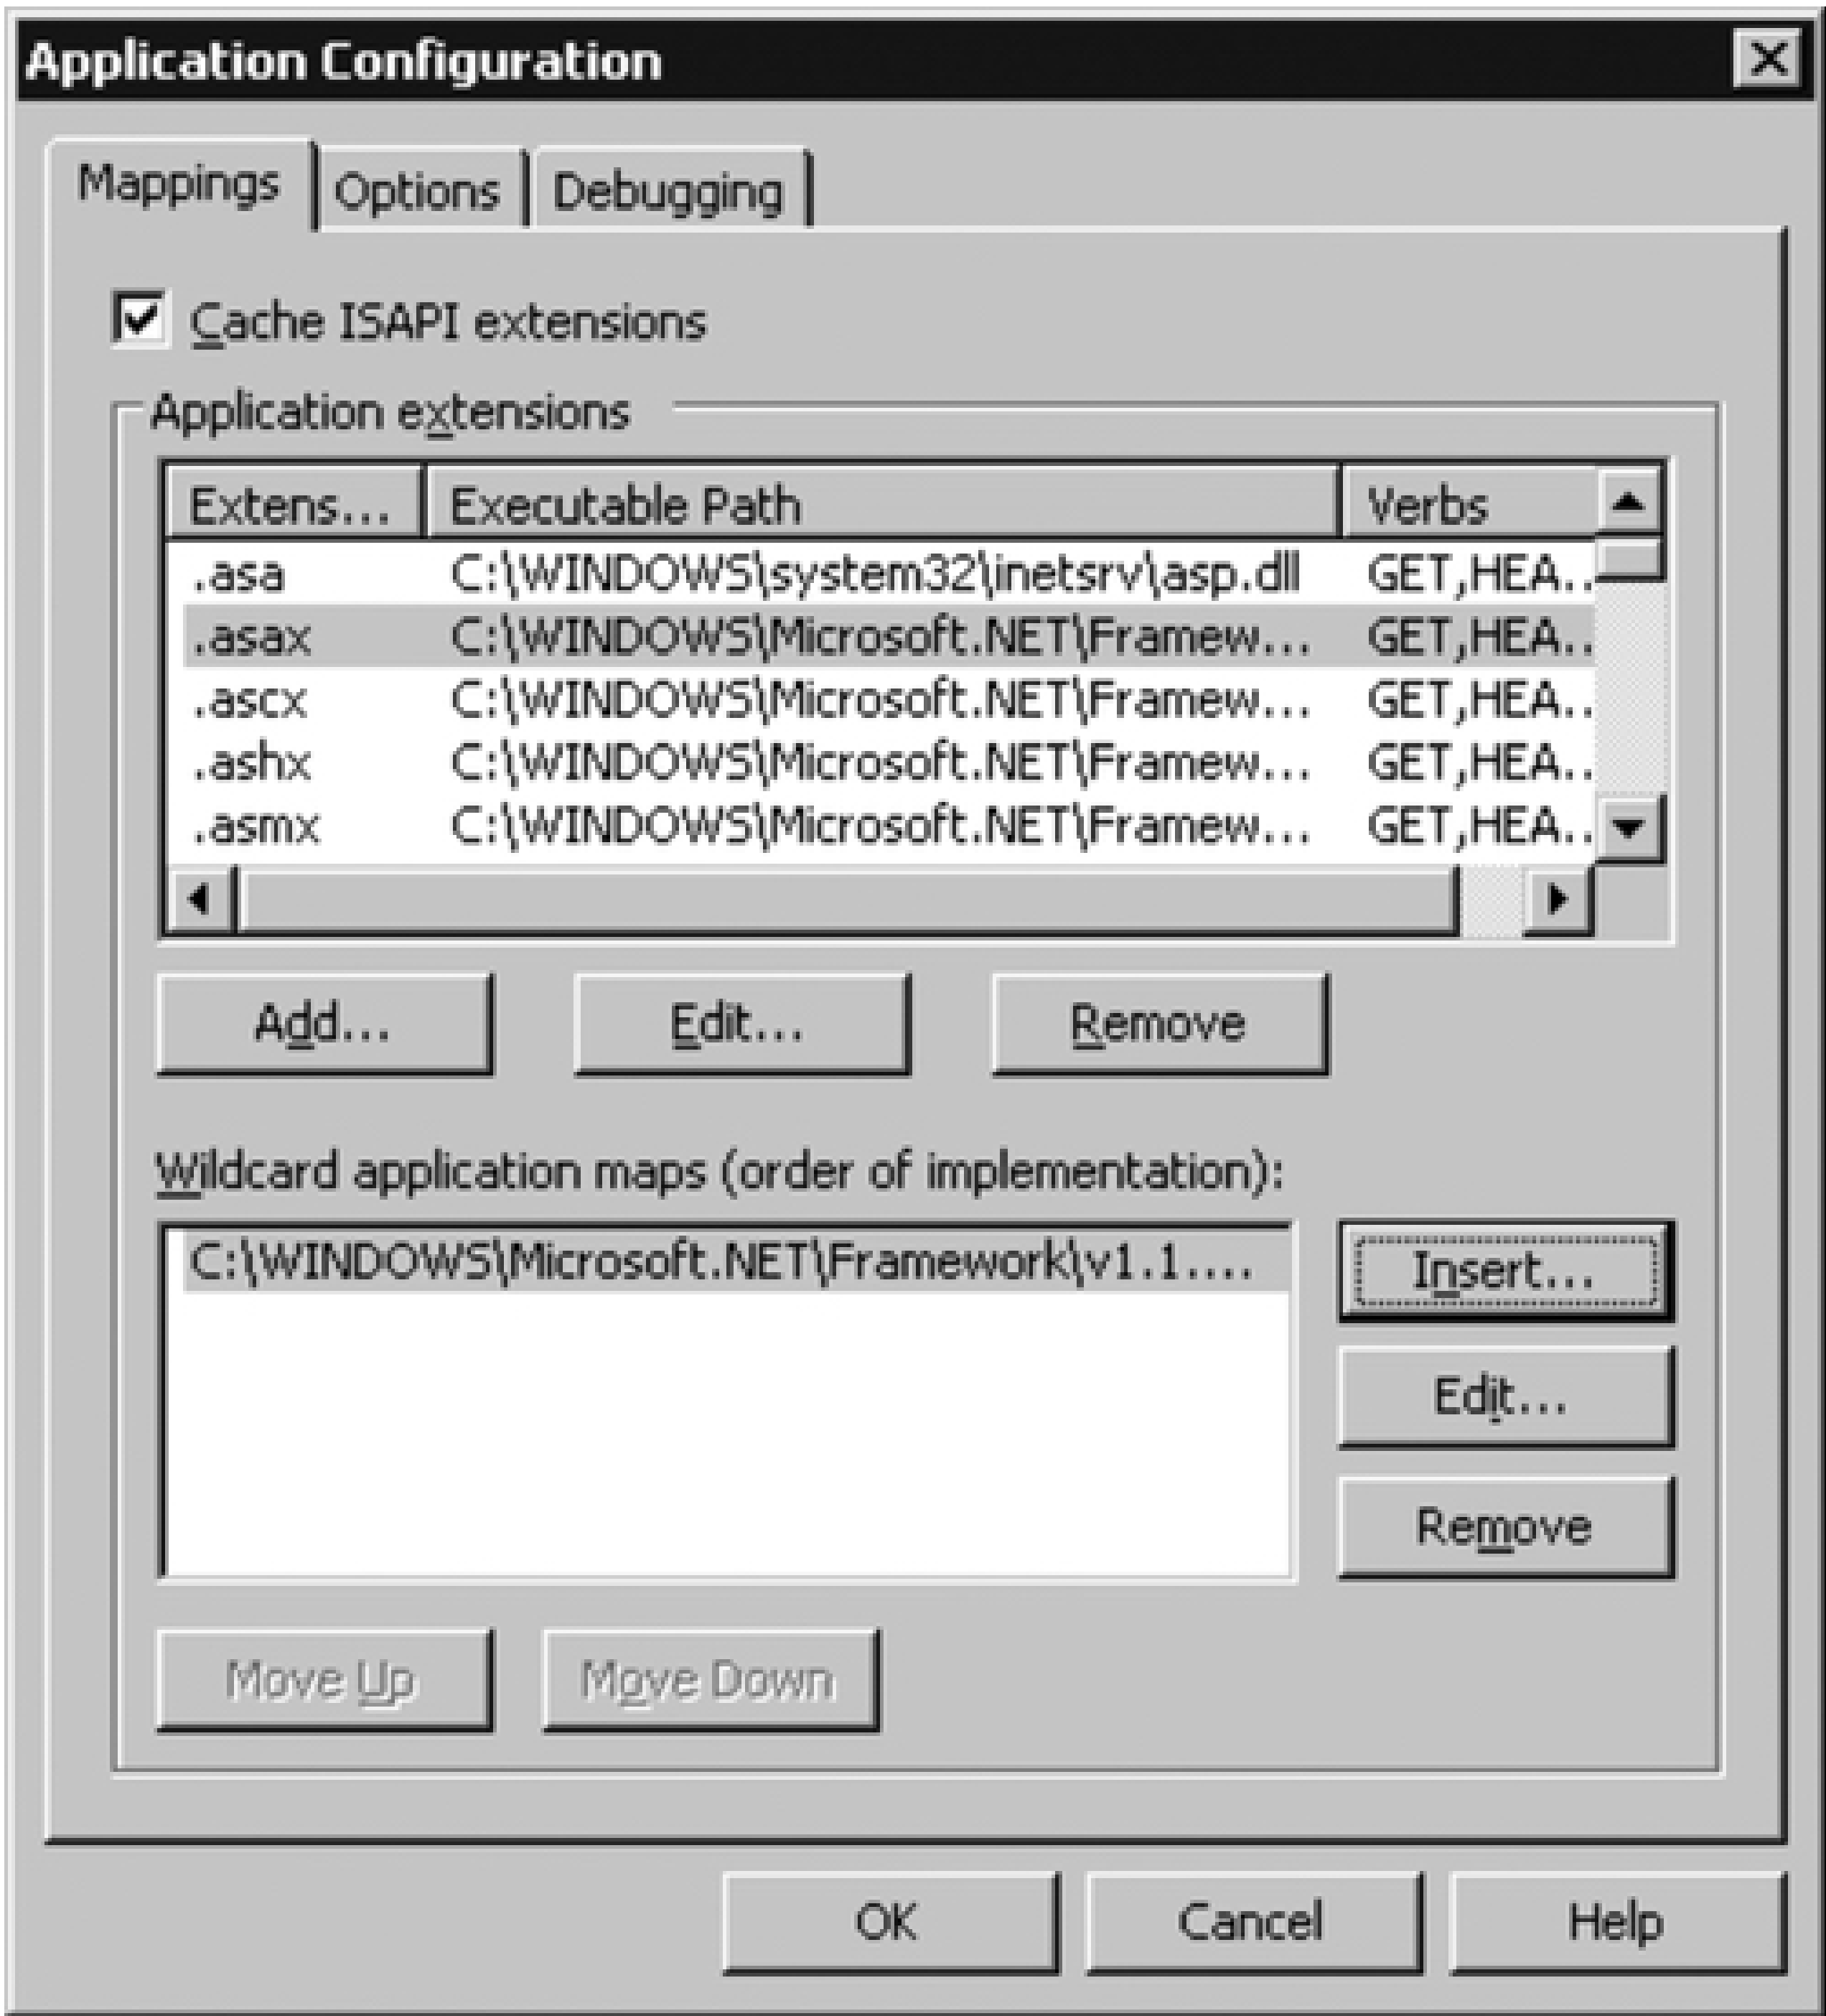 Application Configuration
Mappings Options Debugging
Cache ISAPI extensions
Application extensions
Extens... Executable Path Verbs
.asa C:\WINDOWS\system32\inetsrv\asp.dll GET,HEA..
.asax C:\WINDOWS\Microsoft.NET\Framew... GET,HEA..
.ascx C:\WINDOWS\Microsoft.NET\Framew... GET,HEA..
.ashx C:\WINDOWS\Microsoft.NET\Framew... GET,HEA..
.asmx C:\WINDOWS\Microsoft.NET\Framew... GET,HEA..
Add... Edit... Remove
Wildcard application maps (order of implementation):
C:\WINDOWS\Microsoft.NET\Framework\v1.1....
Insert...
Edit...
Remove
Move Up Move Down
OK Cancel Help